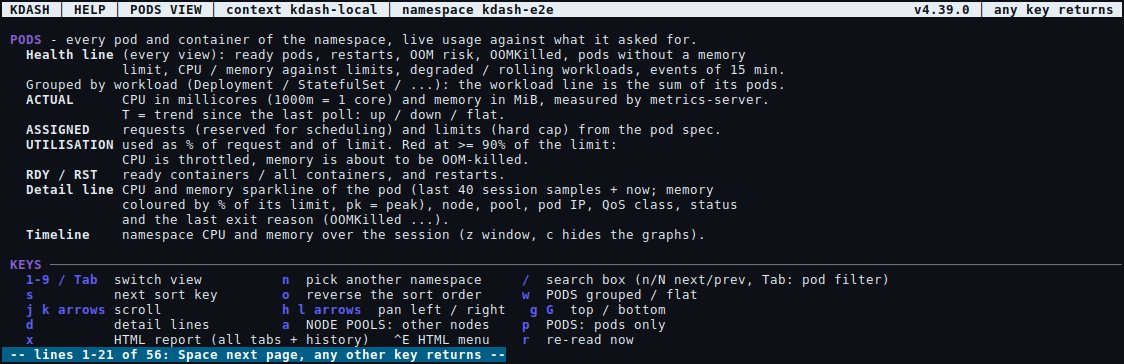 KDASH | HELP | PODS VIEW | context kdash-local | namespace kdash-e2e v4.39.0 | any key returns
PODS - every pod and container of the namespace, live usage against what it asked for.
Health line (every view): ready pods, restarts, OOM risk, OOMKilled, pods without a memory
limit, CPU / memory against limits, degraded / rolling workloads, events of 15 min.
Grouped by workload (Deployment / StatefulSet / ...): the workload line is the sum of its pods.
ACTUAL CPU in millicores (1000m = 1 core) and memory in MiB, measured by metrics-server.
T = trend since the last poll: up / down / flat.
ASSIGNED requests (reserved for scheduling) and limits (hard cap) from the pod spec.
UTILISATION used as % of request and of limit. Red at >= 90% of the limit:
CPU is throttled, memory is about to be OOM-killed.
RDY / RST ready containers / all containers, and restarts.
Detail line CPU and memory sparkline of the pod (last 40 session samples + now; memory
coloured by % of its limit, pk = peak), node, pool, pod IP, QoS class, status
and the last exit reason (OOMKilled ...).
Timeline namespace CPU and memory over the session (z window, c hides the graphs).
KEYS
1-9 / Tab switch view n pick another namespace / search box (n/N next/prev, Tab: pod filter)
s next sort key o reverse the sort order w PODS grouped / flat
j k arrows scroll h l arrows pan left / right g G top / bottom
d detail lines a NODE POOLS: other nodes p PODS: pods only
x HTML report (all tabs + history) ^E HTML menu r re-read now
-- lines 1-21 of 56: Space next page, any other key returns --